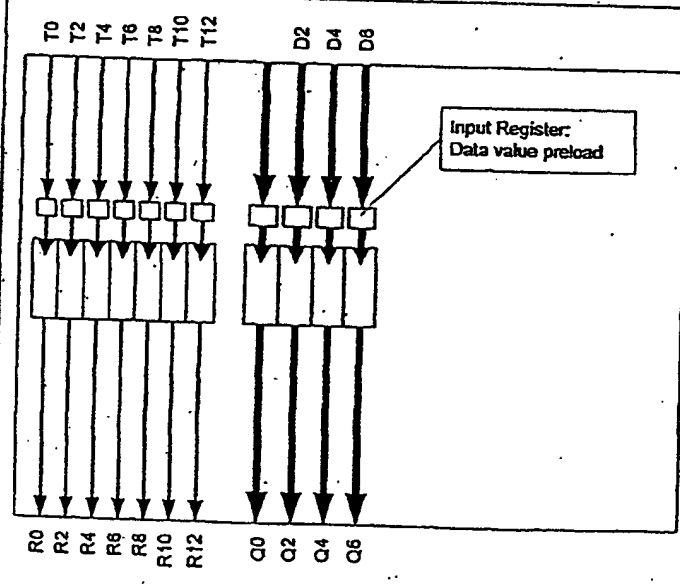 T0 T2 T4 T6 T8 T10 T12 D2 D4 D6
Input Register:
Data value preload
R0 R2 R4 R6 R8 R10 R12 Q0 Q2 Q4 Q6